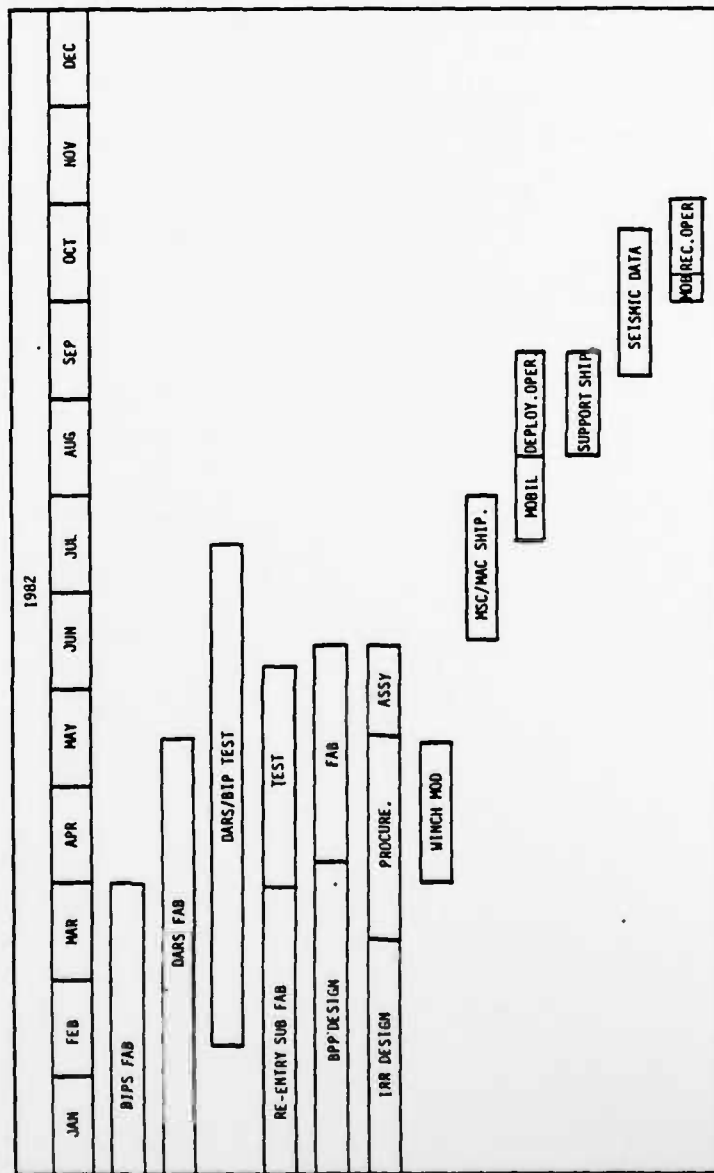 1982
JAN FEB MAR APR MAY JUN JUL AUG SEP OCT NOV DEC
BIPS FAB
DARS FAB
DARS/BIP TEST
RE-ENTRY SUB FAB TEST
BPP DESIGN FAB
IRR DESIGN PROCURE. ASSY
WINCH MOD
MSC/MAC SHIP.
MOBIL DEPLOY.OPER
SUPPORT SHIP
SEISMIC DATA
MOB REC.OPER